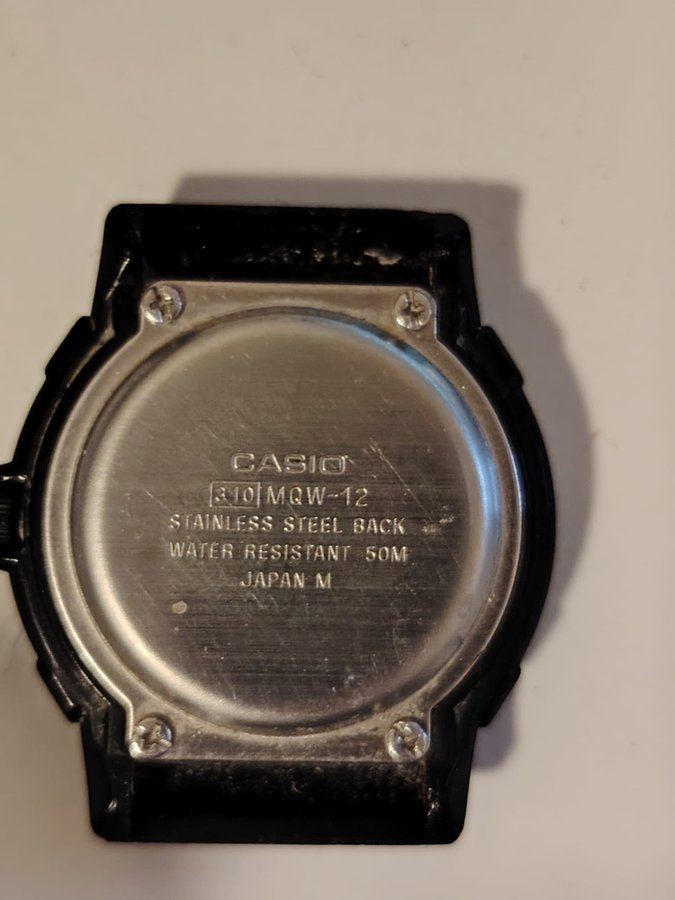 CASIO
310 MQW-12
STAINLESS STEEL BACK
WATER RESISTANT 50M
JAPAN M